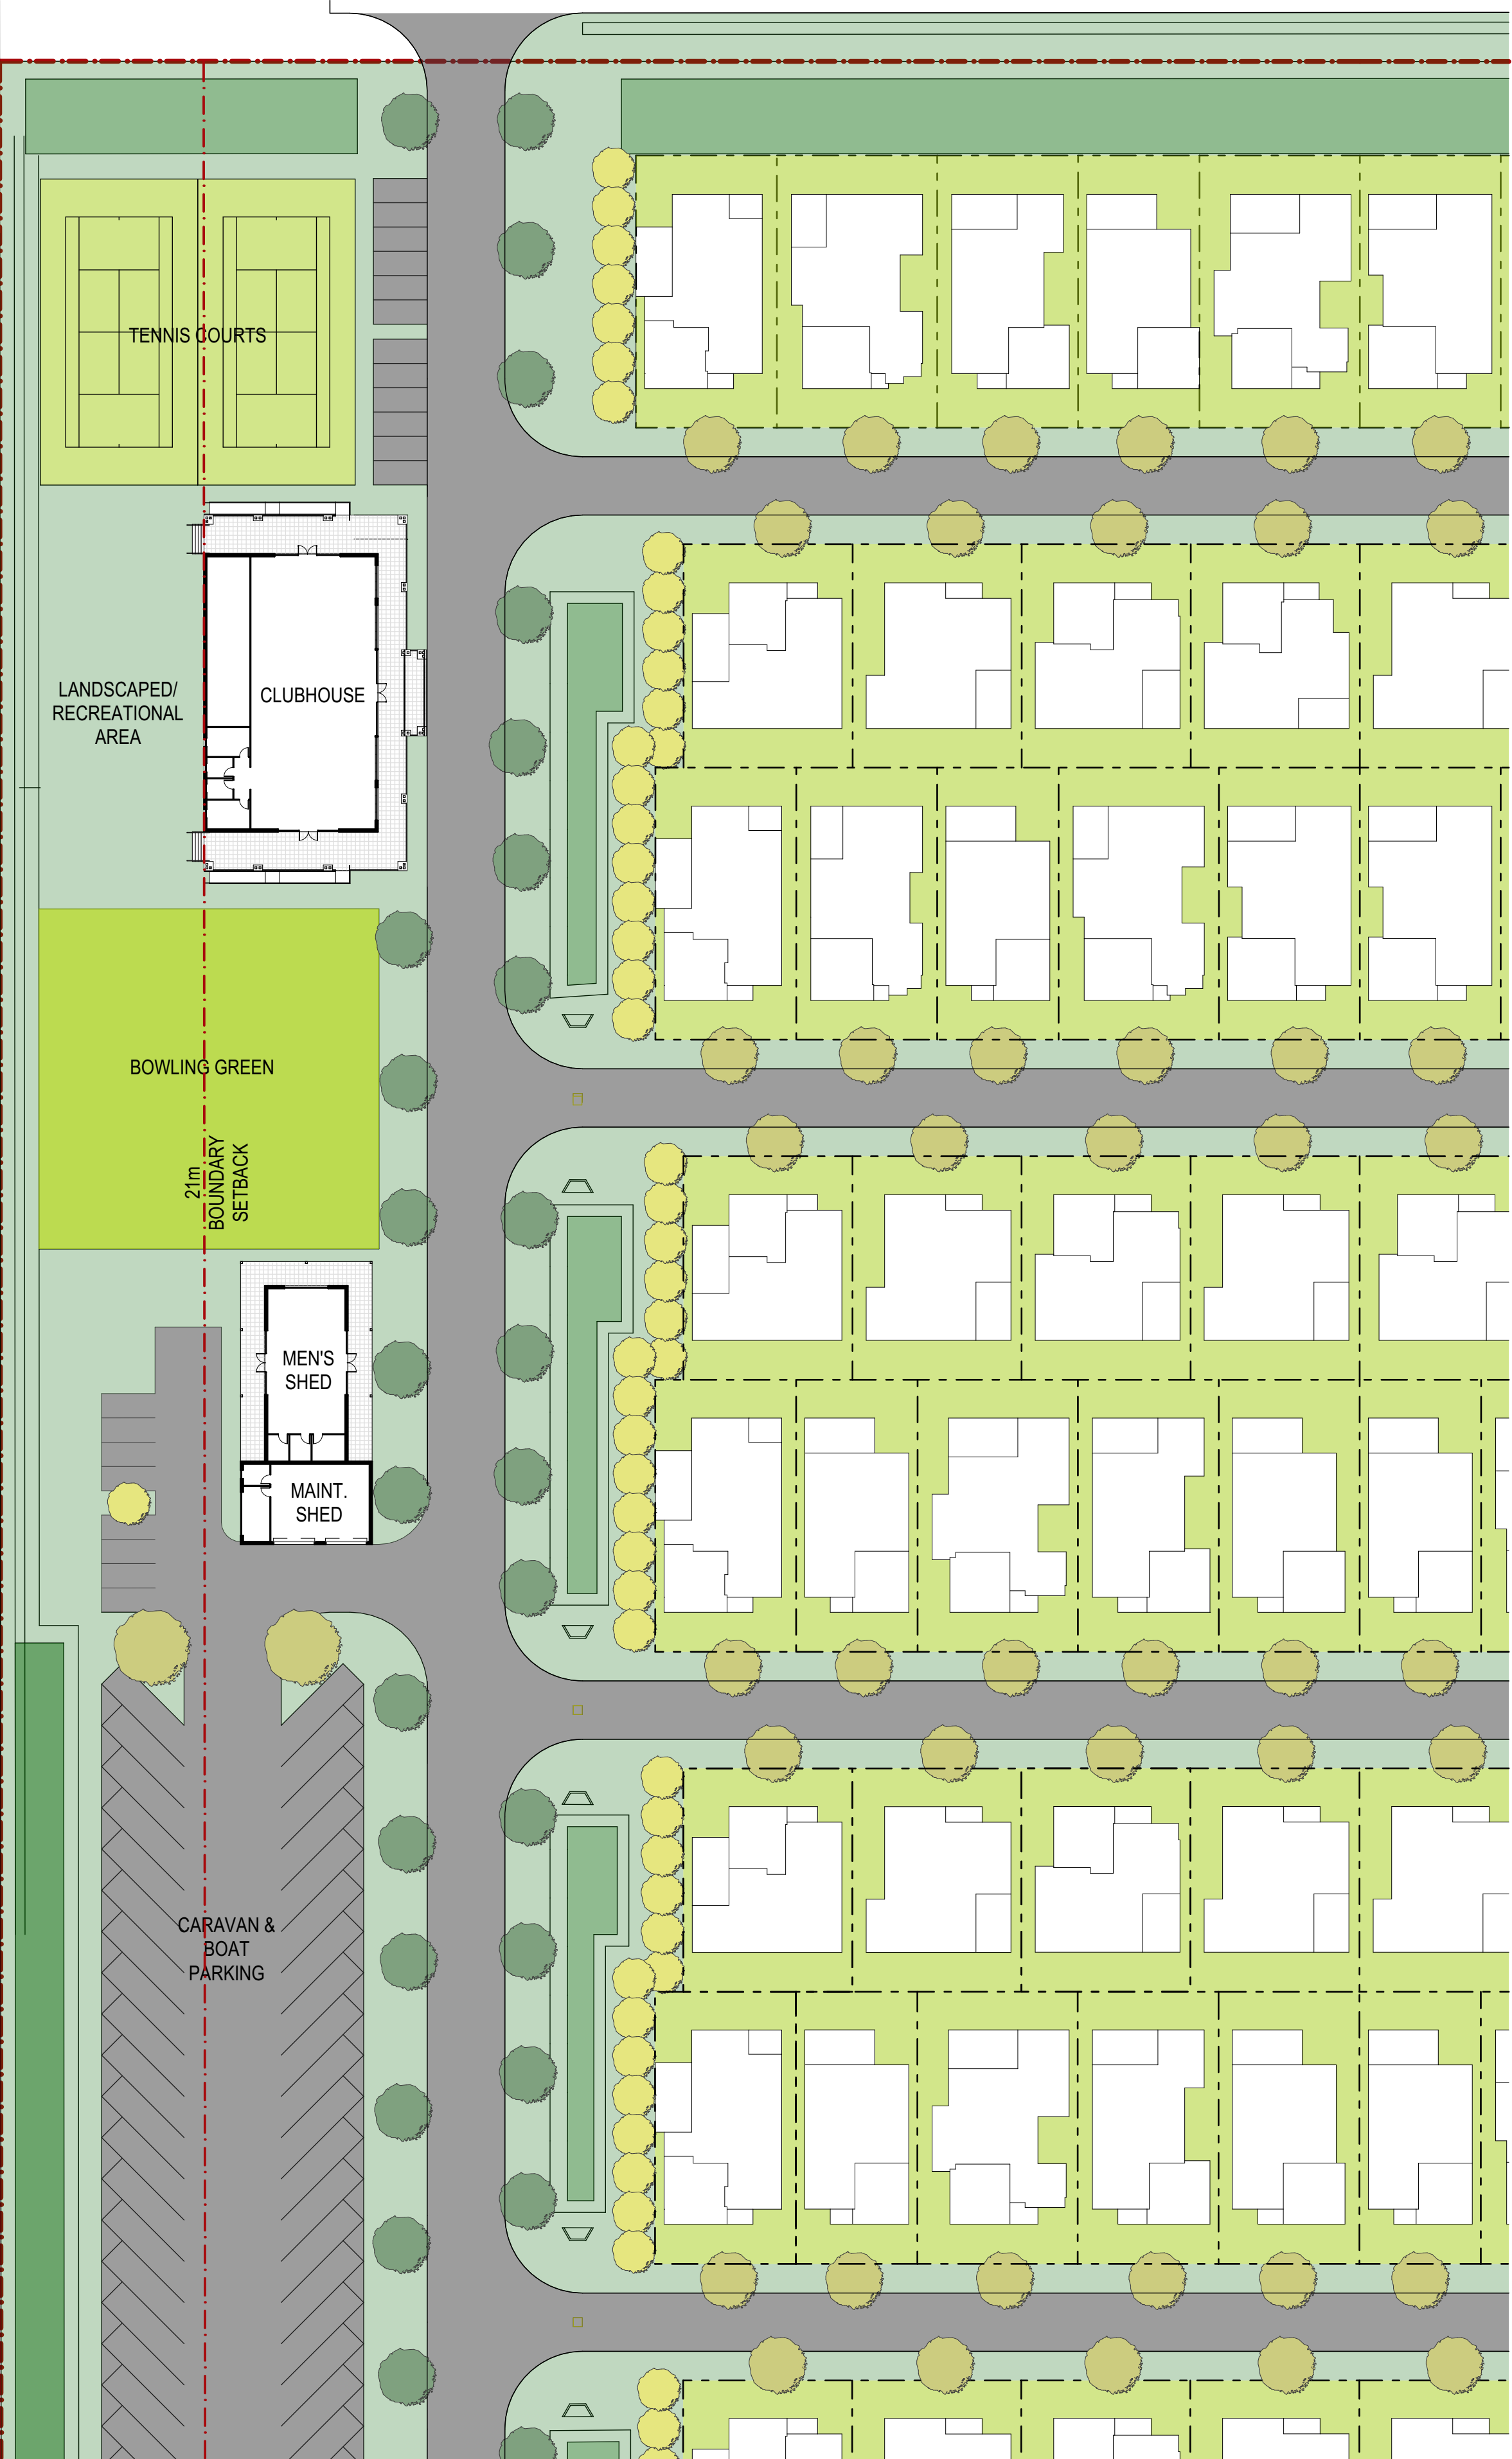 TENNIS COURTS
LANDSCAPED/
RECREATIONAL
AREA
CLUBHOUSE
BOWLING GREEN
21m
BOUNDARY
SETBACK
MEN'S
SHED
MAINT.
SHED
CARAVAN &
BOAT
PARKING